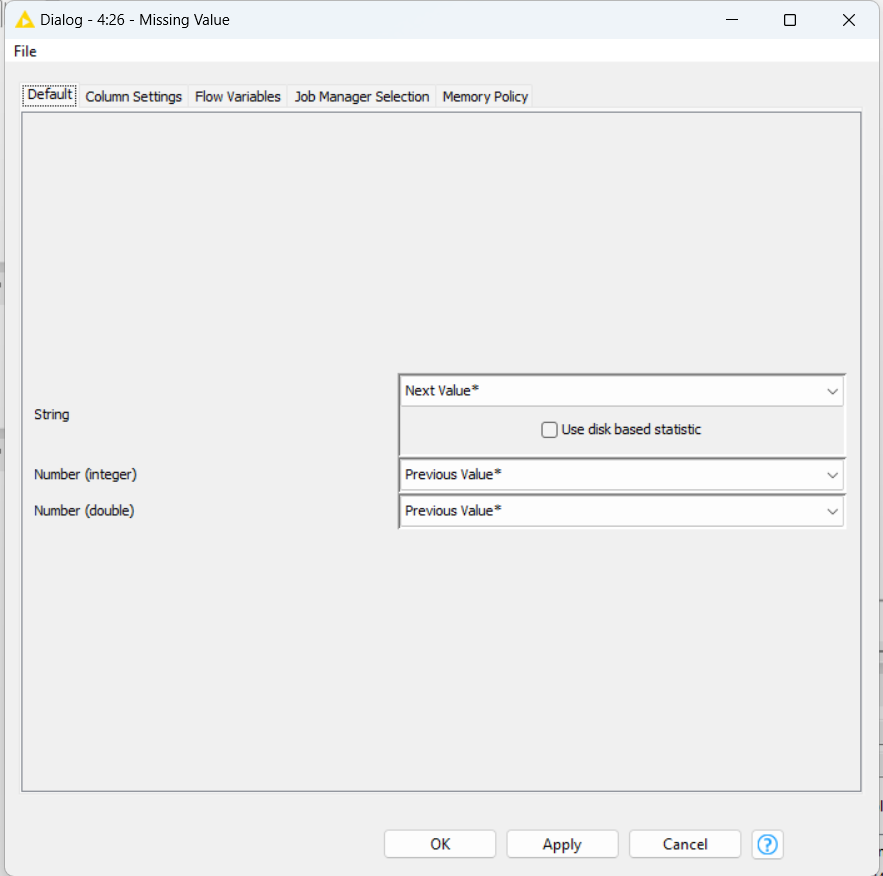 Dialog - 4:26 - Missing Value
File
Default Column Settings Flow Variables Job Manager Selection Memory Policy
Next Value*
String
Use disk based statistic
Number (integer) Previous Value*
Number (double) Previous Value*
OK Apply Cancel ?